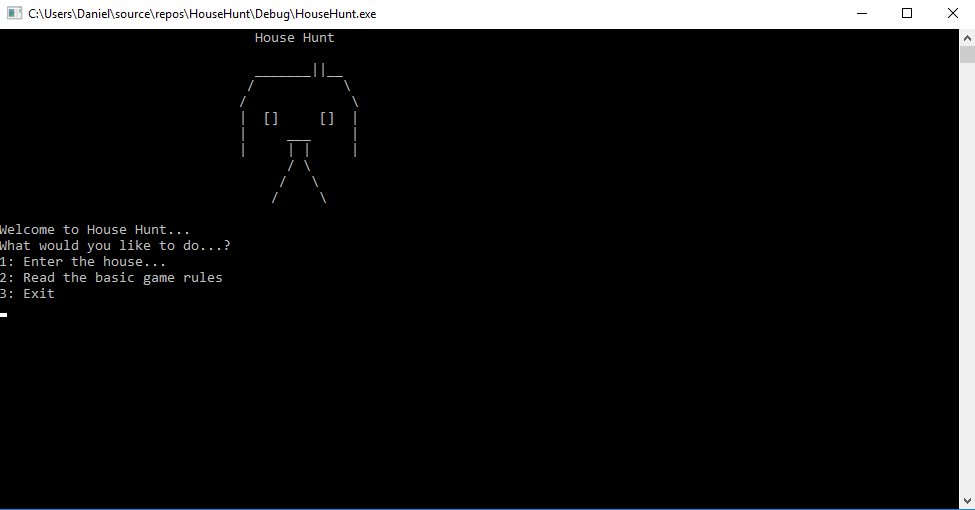 C:\Users\Daniel\source\repos\HouseHunt\Debug\HouseHunt.exe
House Hunt
Welcome to House Hunt...
What would you like to do...?
1: Enter the house...
2: Read the basic game rules
3: Exit